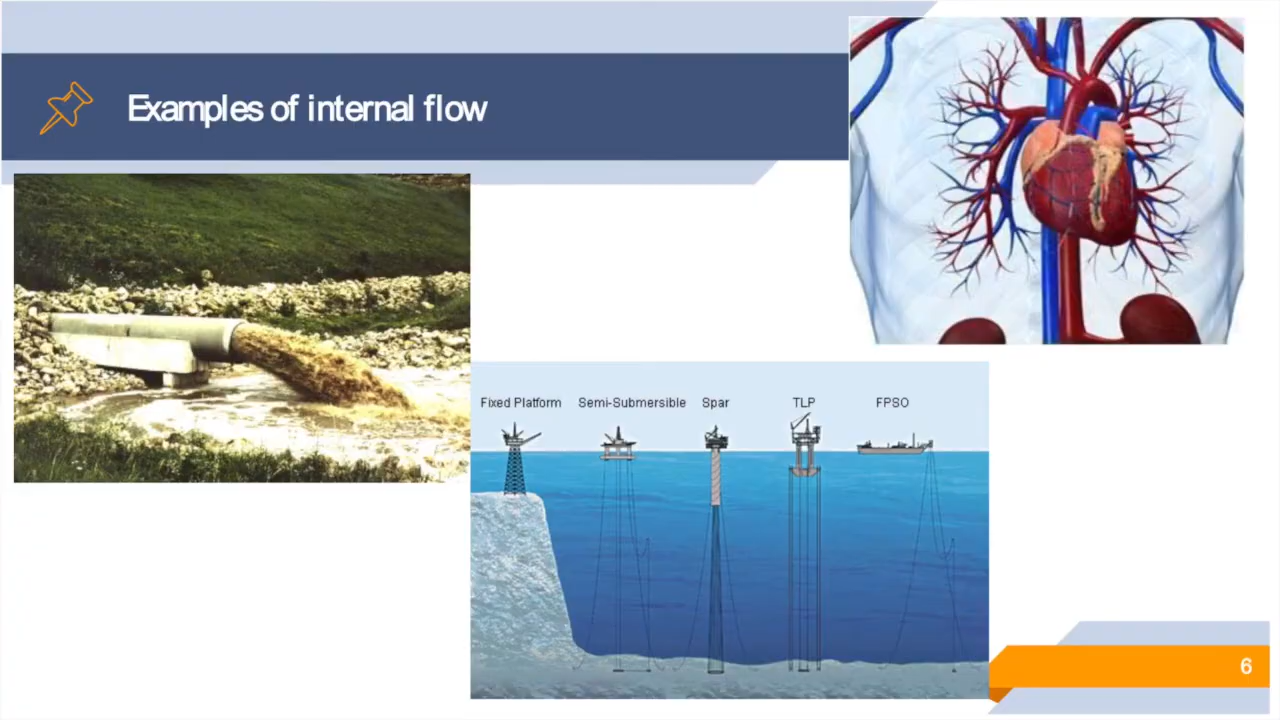 Examples of internal flow
Fixed Platform Semi-Submersible Spar TLP FPSO
6